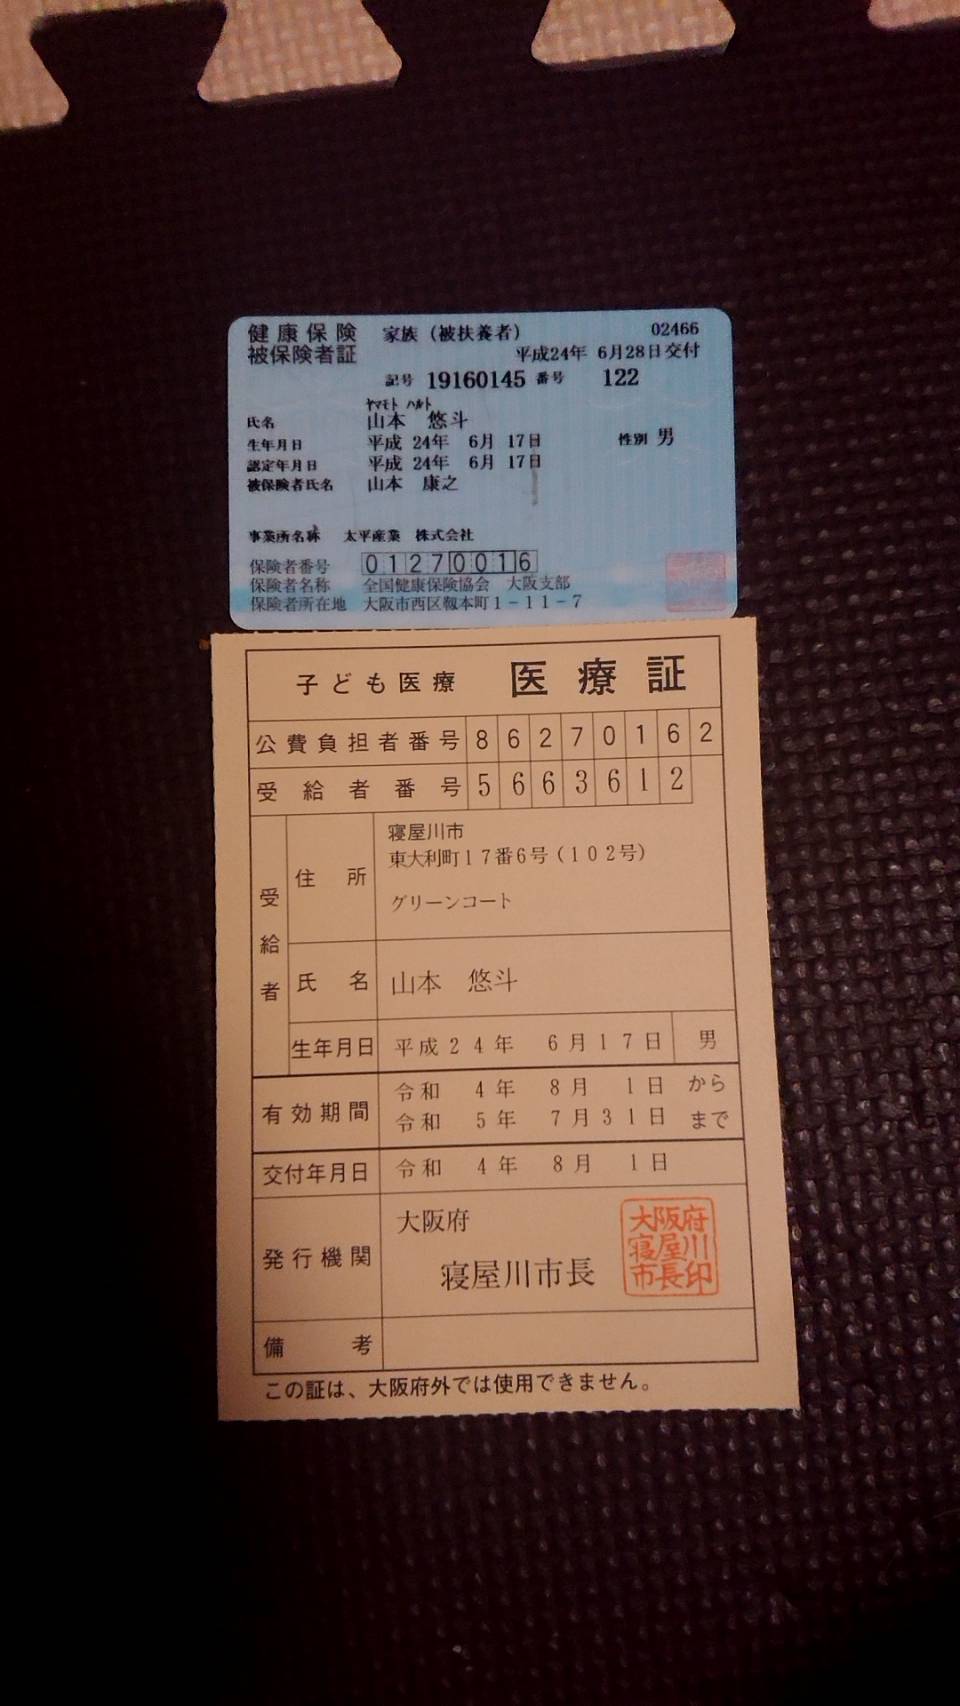 健康保険 家族（被扶養者） 02466
被保険者証 平成24年 6月28日交付
記号 19160145 番号 122
ﾔﾏﾓﾄ ﾊﾙﾄ
氏名 山本 悠斗
生年月日 平成 24年 6月 17日 性別 男
認定年月日 平成 24年 6月 17日
被保険者氏名 山本 康之
事業所名称 太平産業 株式会社
保険者番号 01270016
保険者名称 全国健康保険協会 大阪支部
保険者所在地 大阪市西区靱本町1－11－7
子ども医療 医療証
公費負担者番号 86270162
受給者番号 5663612
受給者
住所
寝屋川市
東大利町17番6号（102号）
グリーンコート
氏名 山本 悠斗
生年月日 平成24年 6月17日 男
有効期間
令和 4年 8月 1日 から
令和 5年 7月31日 まで
交付年月日 令和 4年 8月 1日
発行機関
大阪府
寝屋川市長
大阪府
寝屋川
市長印
備考
この証は、大阪府外では使用できません。